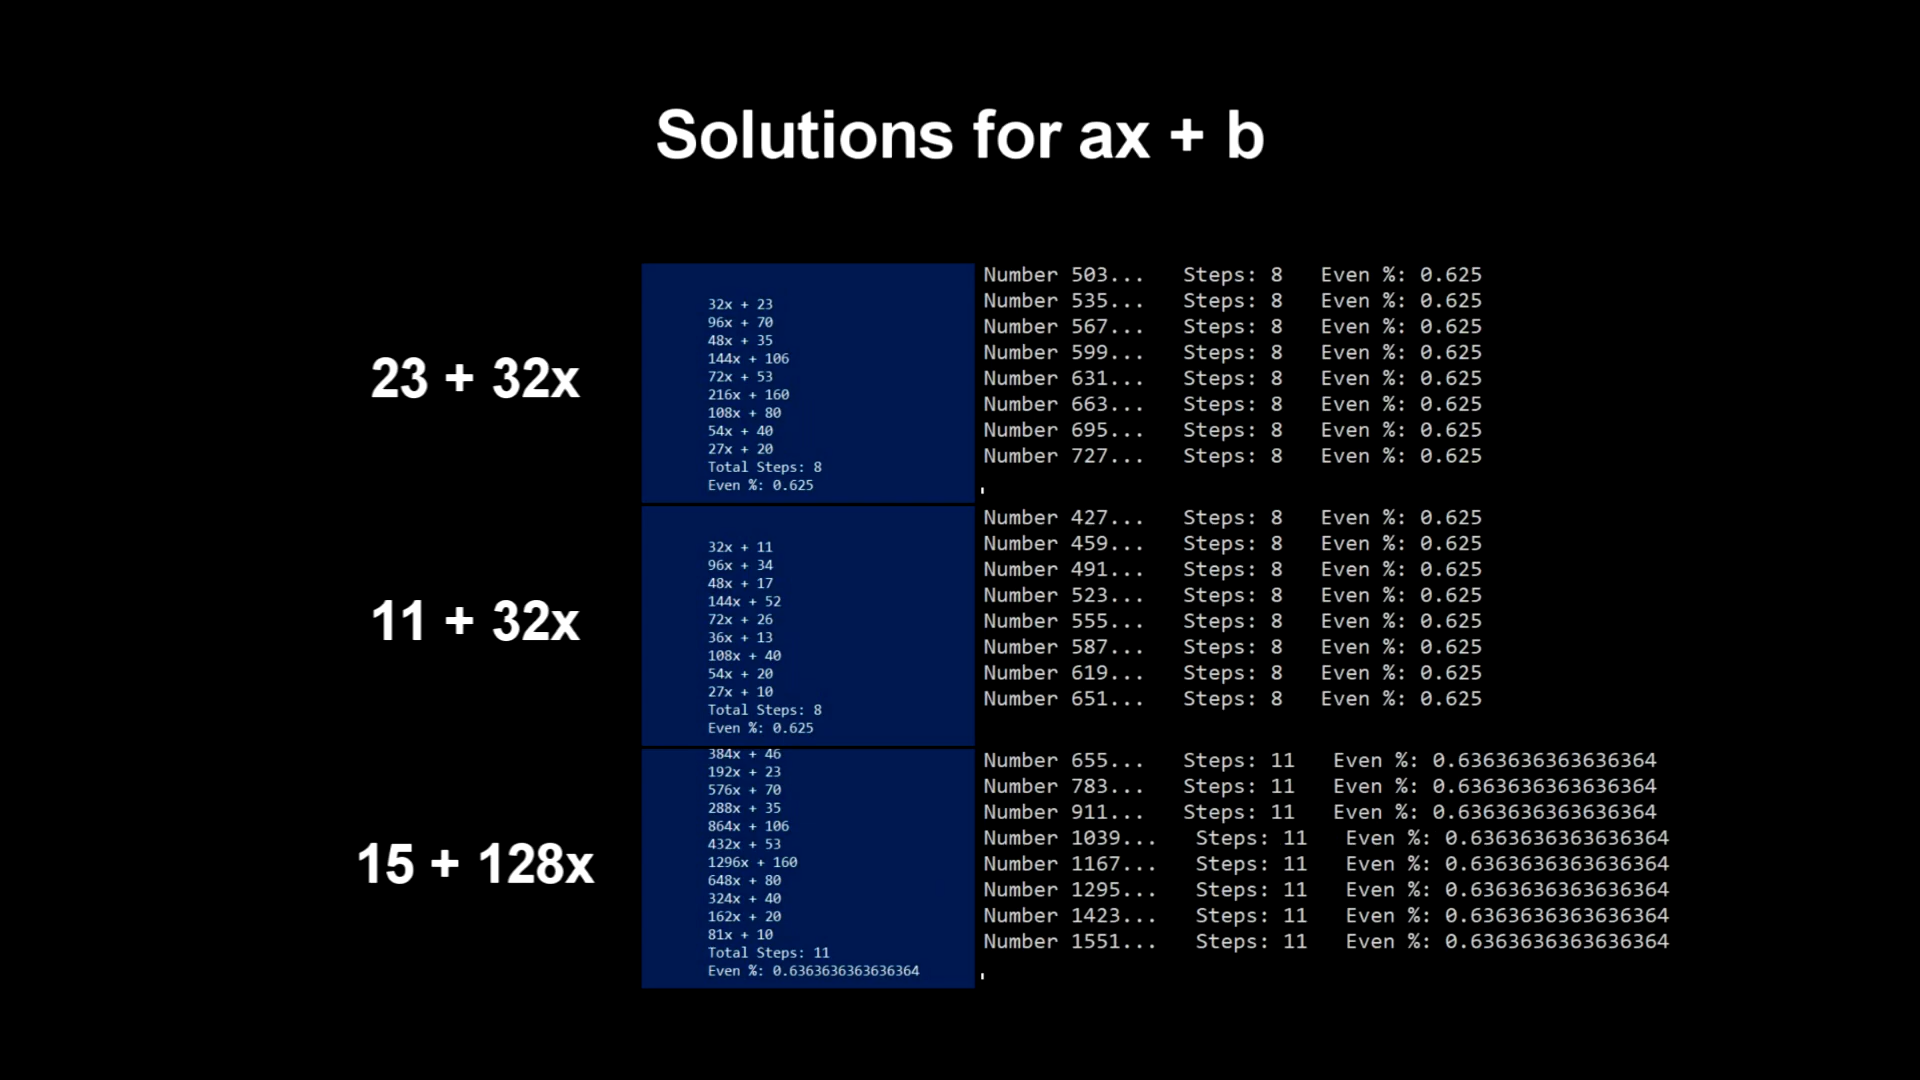 Solutions for ax + b
23 + 32x
32x + 23
96x + 70
48x + 35
144x + 106
72x + 53
216x + 160
108x + 80
54x + 40
27x + 20
Total Steps: 8
Even %: 0.625
Number 503... Steps: 8 Even %: 0.625
Number 535... Steps: 8 Even %: 0.625
Number 567... Steps: 8 Even %: 0.625
Number 599... Steps: 8 Even %: 0.625
Number 631... Steps: 8 Even %: 0.625
Number 663... Steps: 8 Even %: 0.625
Number 695... Steps: 8 Even %: 0.625
Number 727... Steps: 8 Even %: 0.625
11 + 32x
32x + 11
96x + 34
48x + 17
144x + 52
72x + 26
36x + 13
108x + 40
54x + 20
27x + 10
Total Steps: 8
Even %: 0.625
Number 427... Steps: 8 Even %: 0.625
Number 459... Steps: 8 Even %: 0.625
Number 491... Steps: 8 Even %: 0.625
Number 523... Steps: 8 Even %: 0.625
Number 555... Steps: 8 Even %: 0.625
Number 587... Steps: 8 Even %: 0.625
Number 619... Steps: 8 Even %: 0.625
Number 651... Steps: 8 Even %: 0.625
15 + 128x
384x + 46
192x + 23
576x + 70
288x + 35
864x + 106
432x + 53
1296x + 160
648x + 80
324x + 40
162x + 20
81x + 10
Total Steps: 11
Even %: 0.6363636363636364
Number 655... Steps: 11 Even %: 0.6363636363636364
Number 783... Steps: 11 Even %: 0.6363636363636364
Number 911... Steps: 11 Even %: 0.6363636363636364
Number 1039... Steps: 11 Even %: 0.6363636363636364
Number 1167... Steps: 11 Even %: 0.6363636363636364
Number 1295... Steps: 11 Even %: 0.6363636363636364
Number 1423... Steps: 11 Even %: 0.6363636363636364
Number 1551... Steps: 11 Even %: 0.6363636363636364